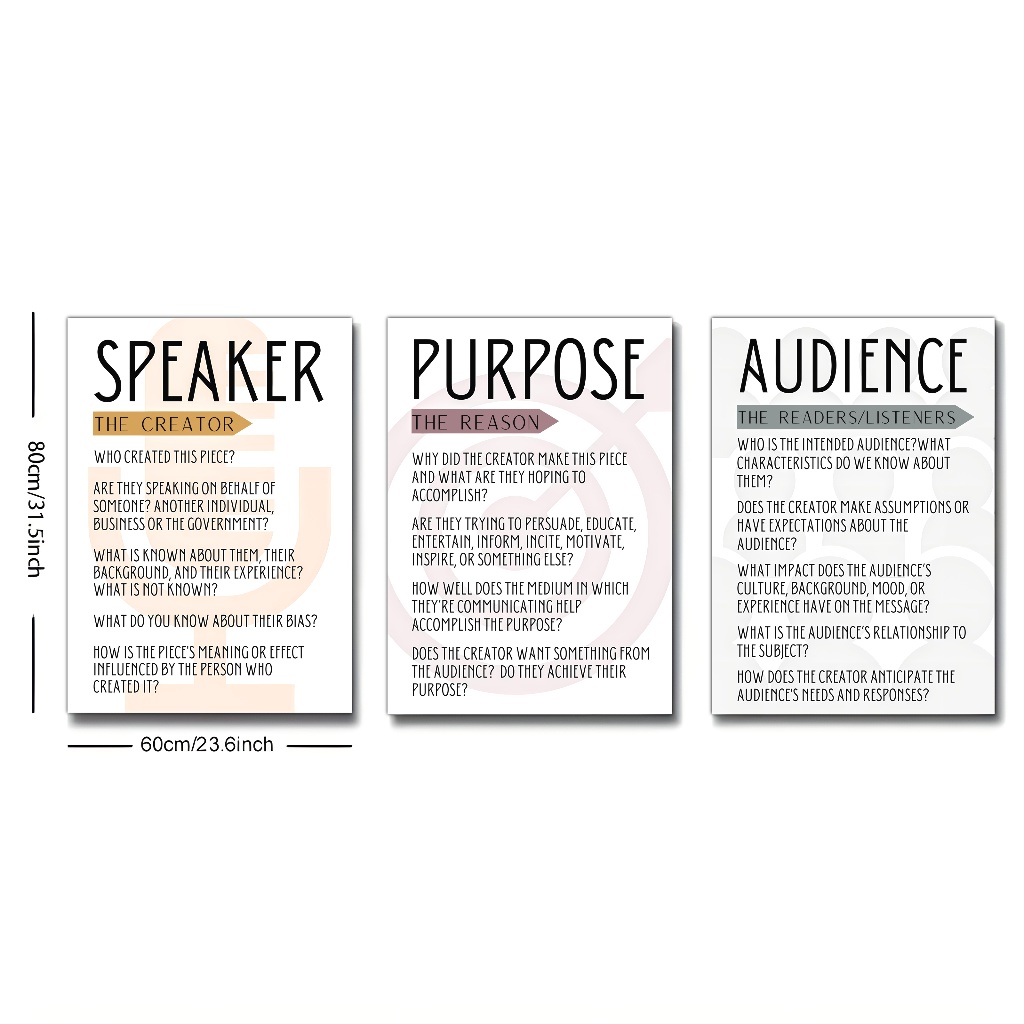 80cm/31.5inch
SPEAKER
THE CREATOR
WHO CREATED THIS PIECE?
ARE THEY SPEAKING ON BEHALF OF
SOMEONE? ANOTHER INDIVIDUAL,
BUSINESS OR THE GOVERNMENT?
WHAT IS KNOWN ABOUT THEM, THEIR
BACKGROUND, AND THEIR EXPERIENCE?
WHAT IS NOT KNOWN?
WHAT DO YOU KNOW ABOUT THEIR BIAS?
HOW IS THE PIECE'S MEANING OR EFFECT
INFLUENCED BY THE PERSON WHO
CREATED IT?
60cm/23.6inch
PURPOSE
THE REASON
WHY DID THE CREATOR MAKE THIS PIECE
AND WHAT ARE THEY HOPING TO
ACCOMPLISH?
ARE THEY TRYING TO PERSUADE, EDUCATE,
ENTERTAIN, INFORM, INCITE, MOTIVATE,
INSPIRE, OR SOMETHING ELSE?
HOW WELL DOES THE MEDIUM IN WHICH
THEY'RE COMMUNICATING HELP
ACCOMPLISH THE PURPOSE?
DOES THE CREATOR WANT SOMETHING FROM
THE AUDIENCE? DO THEY ACHIEVE THEIR
PURPOSE?
AUDIENCE
THE READERS/LISTENERS
WHO IS THE INTENDED AUDIENCE?WHAT
CHARACTERISTICS DO WE KNOW ABOUT
THEM?
DOES THE CREATOR MAKE ASSUMPTIONS OR
HAVE EXPECTATIONS ABOUT THE
AUDIENCE?
WHAT IMPACT DOES THE AUDIENCE'S
CULTURE, BACKGROUND, MOOD, OR
EXPERIENCE HAVE ON THE MESSAGE?
WHAT IS THE AUDIENCE'S RELATIONSHIP TO
THE SUBJECT?
HOW DOES THE CREATOR ANTICIPATE THE
AUDIENCE'S NEEDS AND RESPONSES?